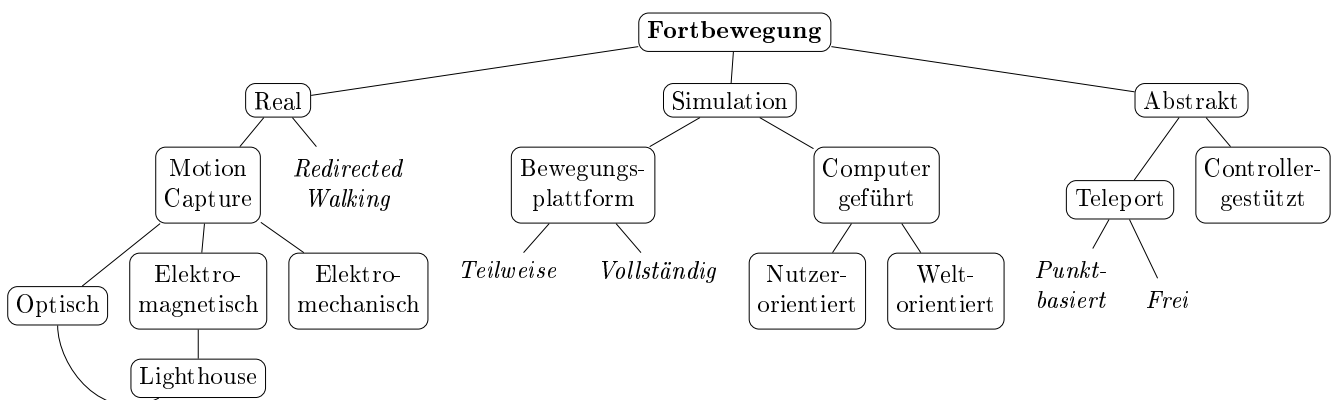 Fortbewegung
Real
Simulation
Abstrakt
Motion
Capture
Redirected
Walking
Bewegungs-
plattform
Computer
geführt
Teleport
Controller-
gestützt
Optisch
Elektro-
magnetisch
Elektro-
mechanisch
Teilweise
Vollständig
Nutzer-
orientiert
Welt-
orientiert
Punkt-
basiert
Frei
Lighthouse